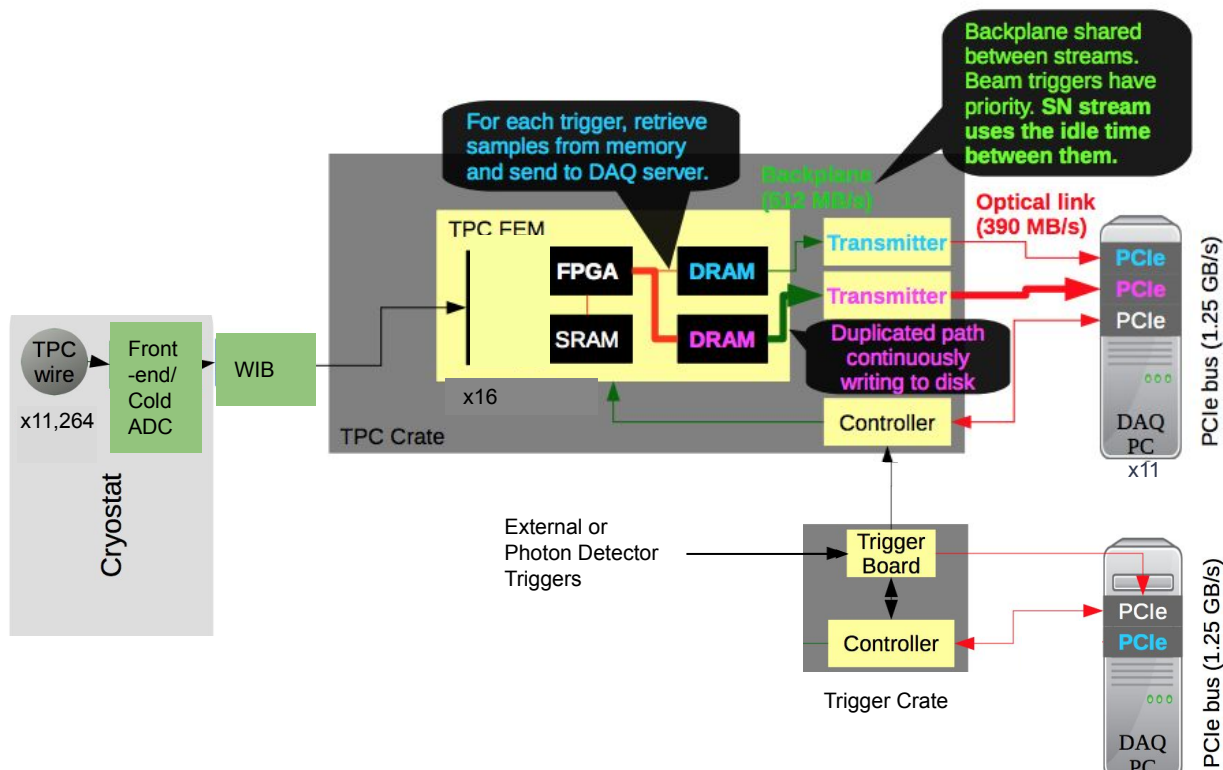 Backplane shared
between streams.
Beam triggers have
priority. SN stream
uses the idle time
between them.
For each trigger, retrieve
samples from memory
and send to DAQ server.
Backplane
(512 MB/s)
Optical link
(390 MB/s)
TPC FEM
FPGA
SRAM
DRAM
DRAM
Transmitter
Transmitter
Duplicated path
continuously
writing to disk
PCIe
PCIe
PCIe
DAQ
PC
x11
PCIe bus (1.25 GB/s)
TPC
wire
x11,264
Front
-end/
Cold
ADC
WIB
Cryostat
x16
TPC Crate
Controller
External or
Photon Detector
Triggers
Trigger
Board
Controller
Trigger Crate
PCIe
PCIe
DAQ
PC
PCIe bus (1.25 GB/s)